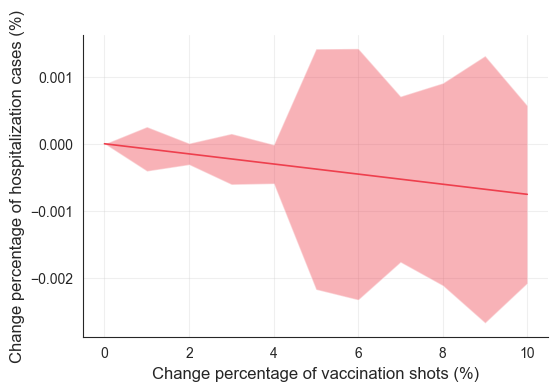 Change percentage of hospitalization cases (%)
0.001
0.000
−0.001
−0.002
0 2 4 6 8 10
Change percentage of vaccination shots (%)